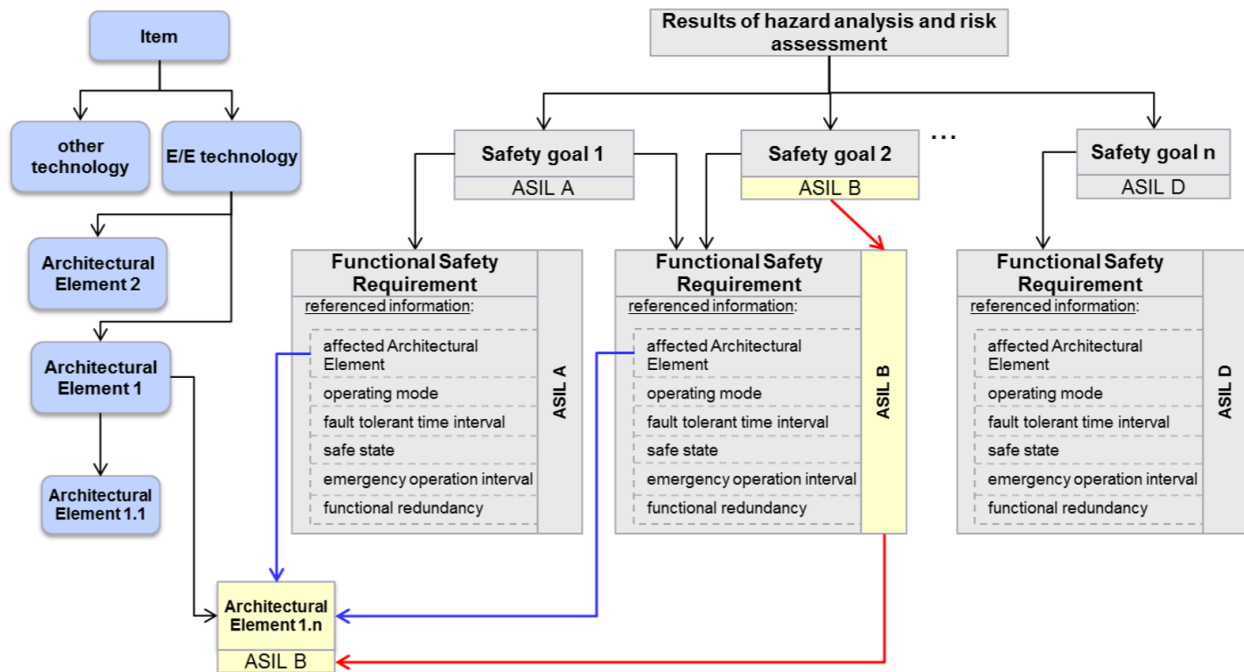 Item
other
technology
E/E technology
Architectural
Element 2
Architectural
Element 1
Architectural
Element 1.1
Architectural
Element 1.n
ASIL B
Results of hazard analysis and risk
assessment
Safety goal 1
ASIL A
Safety goal 2
ASIL B
...
Safety goal n
ASIL D
Functional Safety
Requirement
referenced information:
affected Architectural
Element
operating mode
fault tolerant time interval
safe state
emergency operation interval
functional redundancy
ASIL A
Functional Safety
Requirement
referenced information:
affected Architectural
Element
operating mode
fault tolerant time interval
safe state
emergency operation interval
functional redundancy
ASIL B
Functional Safety
Requirement
referenced information:
affected Architectural
Element
operating mode
fault tolerant time interval
safe state
emergency operation interval
functional redundancy
ASIL D